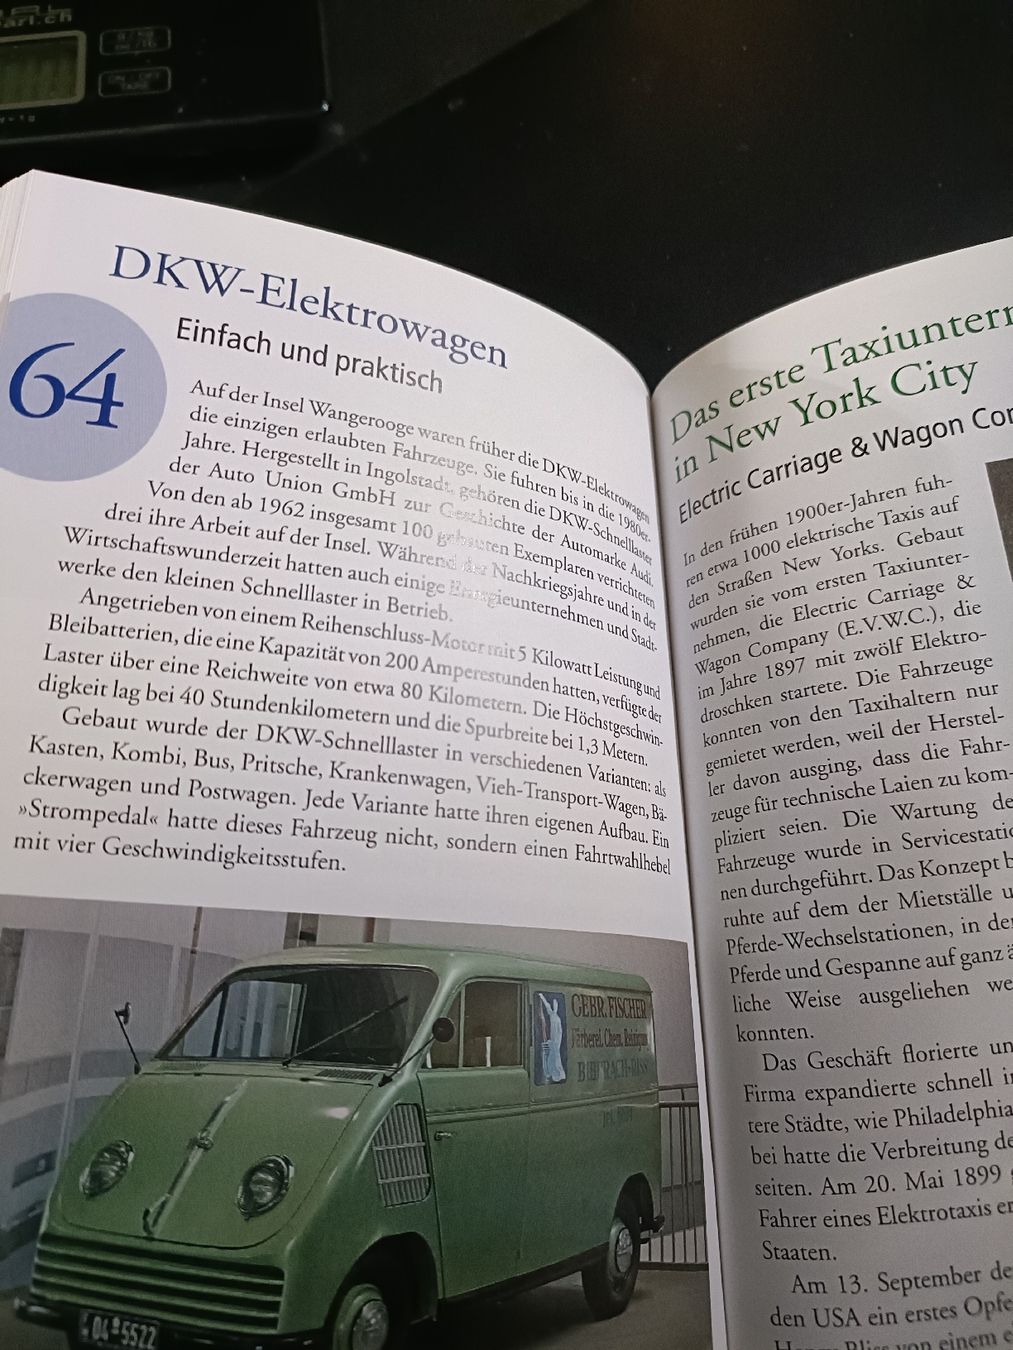 DKW-Elektrowagen
64
Einfach und praktisch
Auf der Insel Wangerooge waren früher die DKW-Elektrowagen
die einzigen erlaubten Fahrzeuge. Sie fuhren bis in die 1980er-
Jahre. Hergestellt in Ingolstadt, gehören die DKW-Schnelllaster
der Auto Union GmbH zur Geschichte der Automarke Audi.
Von den ab 1962 insgesamt 100 gebauten Exemplaren verrichteten
drei ihre Arbeit auf der Insel. Während der Nachkriegsjahre und in der
Wirtschaftswunderzeit hatten auch einige Energieunternehmen und Stadt-
werke den kleinen Schnelllaster in Betrieb.
Angetrieben von einem Reihenschluss-Motor mit 5 Kilowatt Leistung und
Bleibatterien, die eine Kapazität von 200 Amperestunden hatten, verfügte der
Laster über eine Reichweite von etwa 80 Kilometern. Die Höchstgeschwin-
digkeit lag bei 40 Stundenkilometern und die Spurbreite bei 1,3 Metern.
Gebaut wurde der DKW-Schnelllaster in verschiedenen Varianten: als
Kasten, Kombi, Bus, Pritsche, Krankenwagen, Vieh-Transport-Wagen, Bä-
ckerwagen und Postwagen. Jede Variante hatte ihren eigenen Aufbau. Ein
»Strompedal« hatte dieses Fahrzeug nicht, sondern einen Fahrtwahlhebel
mit vier Geschwindigkeitsstufen.
GEBR. FISCHER
Färberei. Chem. Reinigung
BIBERACH-RISS
04 5522
Das erste Taxiuntern
in New York City
Electric Carriage & Wagon Co
In den frühen 1900er-Jahren fuh-
ren etwa 1000 elektrische Taxis auf
den Straßen New Yorks. Gebaut
wurden sie vom ersten Taxiunter-
nehmen, die Electric Carriage &
Wagon Company (E.V.W.C.), die
im Jahre 1897 mit zwölf Elektro-
droschken startete. Die Fahrzeuge
konnten von den Taxihaltern nur
gemietet werden, weil der Herstel-
ler davon ausging, dass die Fahr-
zeuge für technische Laien zu kom-
pliziert seien. Die Wartung de
Fahrzeuge wurde in Servicestatio
nen durchgeführt. Das Konzept b
ruhte auf dem der Mietställe u
Pferde-Wechselstationen, in de
Pferde und Gespanne auf ganz ä
liche Weise ausgeliehen we
konnten.
Das Geschäft florierte un
Firma expandierte schnell i
tere Städte, wie Philadelphia
bei hatte die Verbreitung de
seiten. Am 20. Mai 1899
Fahrer eines Elektrotaxis er
Staaten.
Am 13. September de
den USA ein erstes Opfe
Bliss von einem e